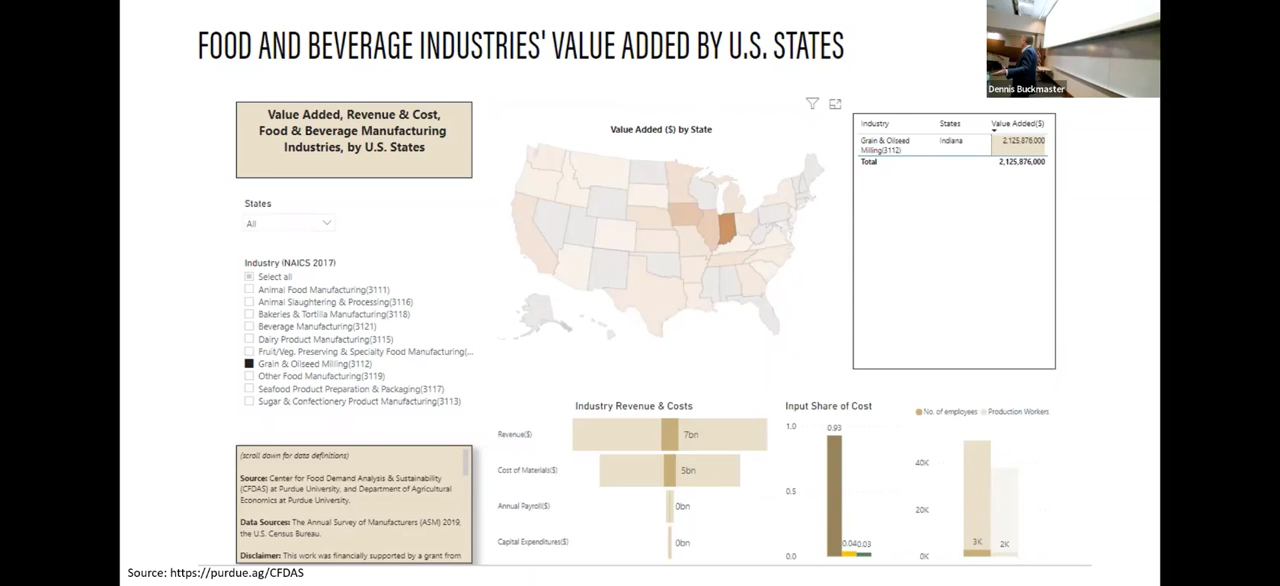 FOOD AND BEVERAGE INDUSTRIES' VALUE ADDED BY U.S. STATES
Dennis Buckmaster
Value Added, Revenue & Cost,
Food & Beverage Manufacturing
Industries, by U.S. States
States
All
Industry (NAICS 2017)
Select all
Animal Food Manufacturing(3111)
Animal Slaughtering & Processing(3116)
Bakeries & Tortilla Manufacturing(3118)
Beverage Manufacturing(3121)
Dairy Product Manufacturing(3115)
Fruit/Veg. Preserving & Specialty Food Manufacturing(...
Grain & Oilseed Milling(3112)
Other Food Manufacturing(3119)
Seafood Product Preparation & Packaging(3117)
Sugar & Confectionery Product Manufacturing(3113)
(scroll down for data definitions)
Source: Center for Food Demand Analysis & Sustainability
(CFDAS) at Purdue University, and Department of Agricultural
Economics at Purdue University.
Data Sources: The Annual Survey of Manufacturers (ASM) 2019,
the U.S. Census Bureau.
Disclaimer: This work was financially supported by a grant from
Value Added ($) by State
Industry States Value Added($)
Grain & Oilseed Indiana 2,125,876,000
Milling(3112)
Total 2,125,876,000
Industry Revenue & Costs
Revenue($) 7bn
Cost of Materials($) 5bn
Annual Payroll($) 0bn
Capital Expenditures($) 0bn
Input Share of Cost
1.0
0.5
0.0
0.93
0.04
0.03
No. of employees Production Workers
40K
20K
0K
3K
2K
Source: https://purdue.ag/CFDAS